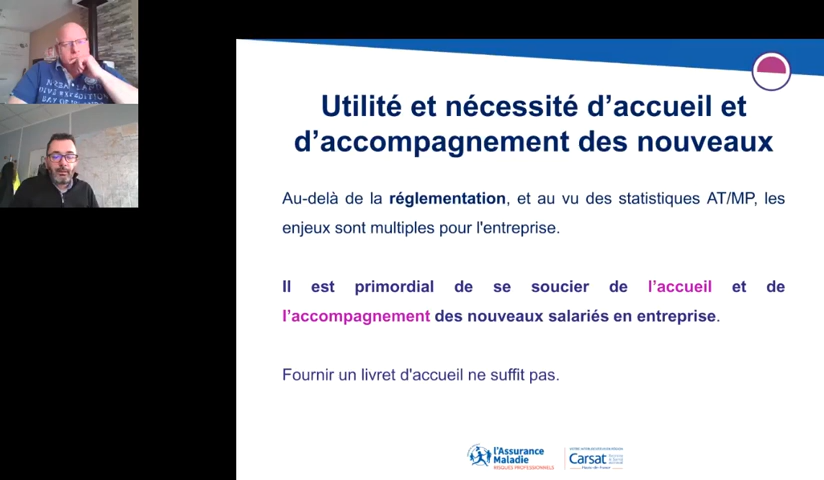 Utilité et nécessité d’accueil et
d’accompagnement des nouveaux
Au-delà de la réglementation, et au vu des statistiques AT/MP, les
enjeux sont multiples pour l'entreprise.
Il est primordial de se soucier de l’accueil et de
l’accompagnement des nouveaux salariés en entreprise.
Fournir un livret d'accueil ne suffit pas.
l'Assurance
Maladie
RISQUES PROFESSIONNELS
Carsat
Hauts-de-France